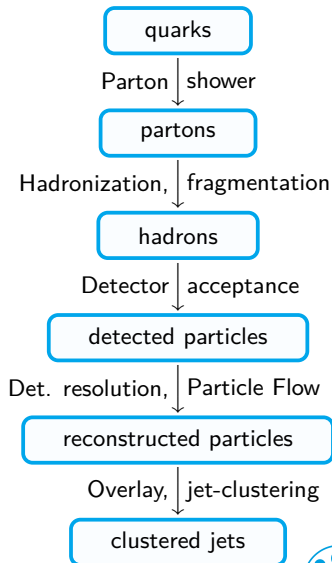 quarks
Parton shower
partons
Hadronization, fragmentation
hadrons
Detector acceptance
detected particles
Det. resolution, Particle Flow
reconstructed particles
Overlay, jet-clustering
clustered jets